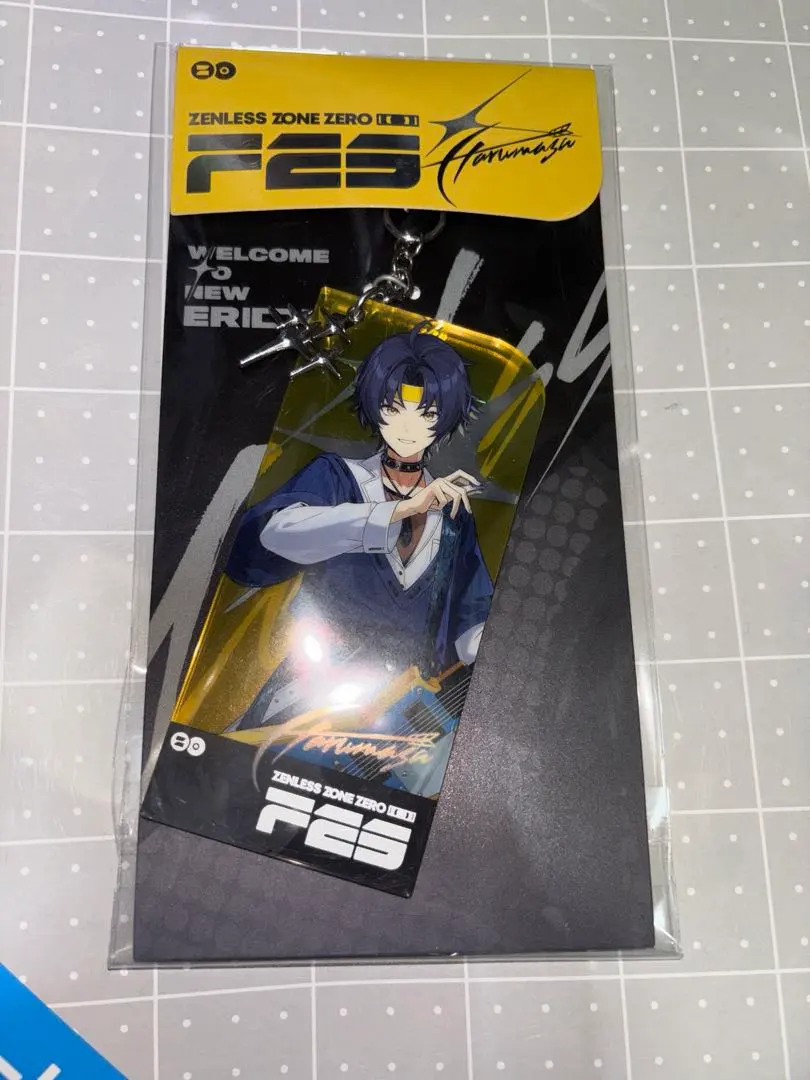 ZENLESS ZONE ZERO
FES
Harumasa
WELCOME
TO
NEW
ERIDU
Harumasa
ZENLESS ZONE ZERO
FES